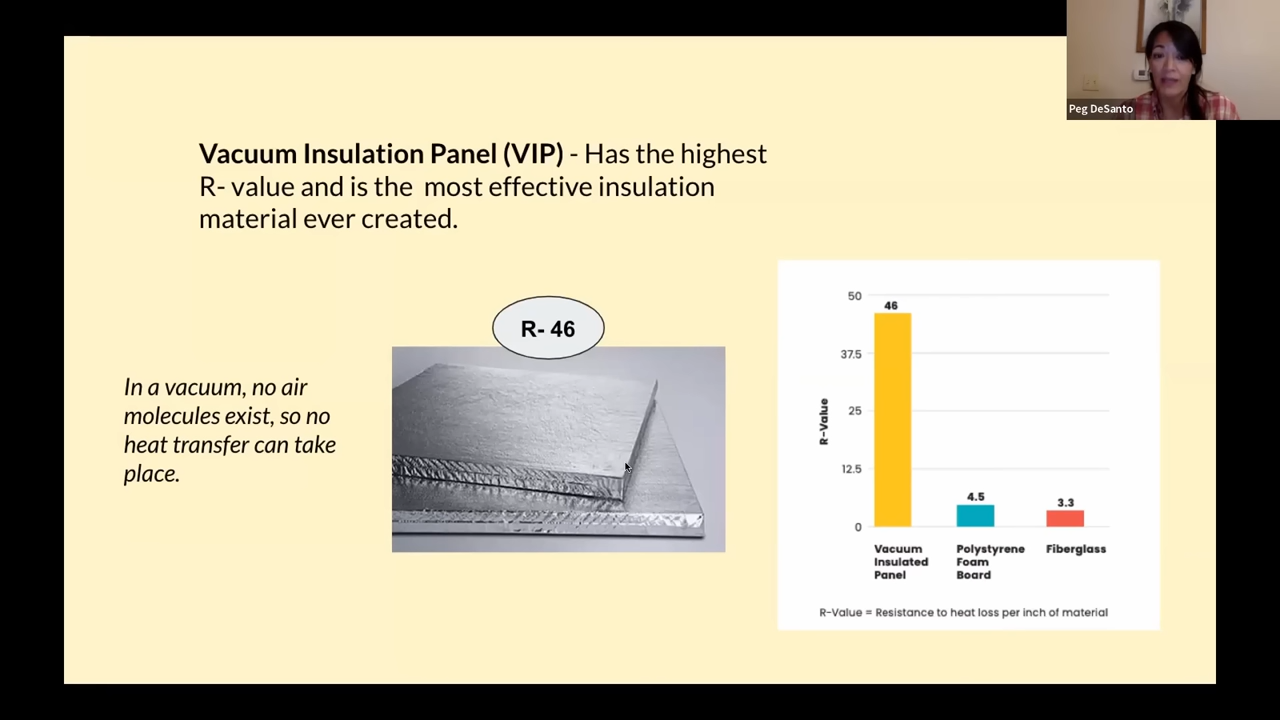 Peg DeSanto
Vacuum Insulation Panel (VIP) - Has the highest
R- value and is the  most effective insulation
material ever created.
R- 46
In a vacuum, no air
molecules exist, so no
heat transfer can take
place.
50
46
37.5
25
12.5
0
R-Value
4.5
3.3
Vacuum
Insulated
Panel
Polystyrene
Foam
Board
Fiberglass
R-Value = Resistance to heat loss per inch of material